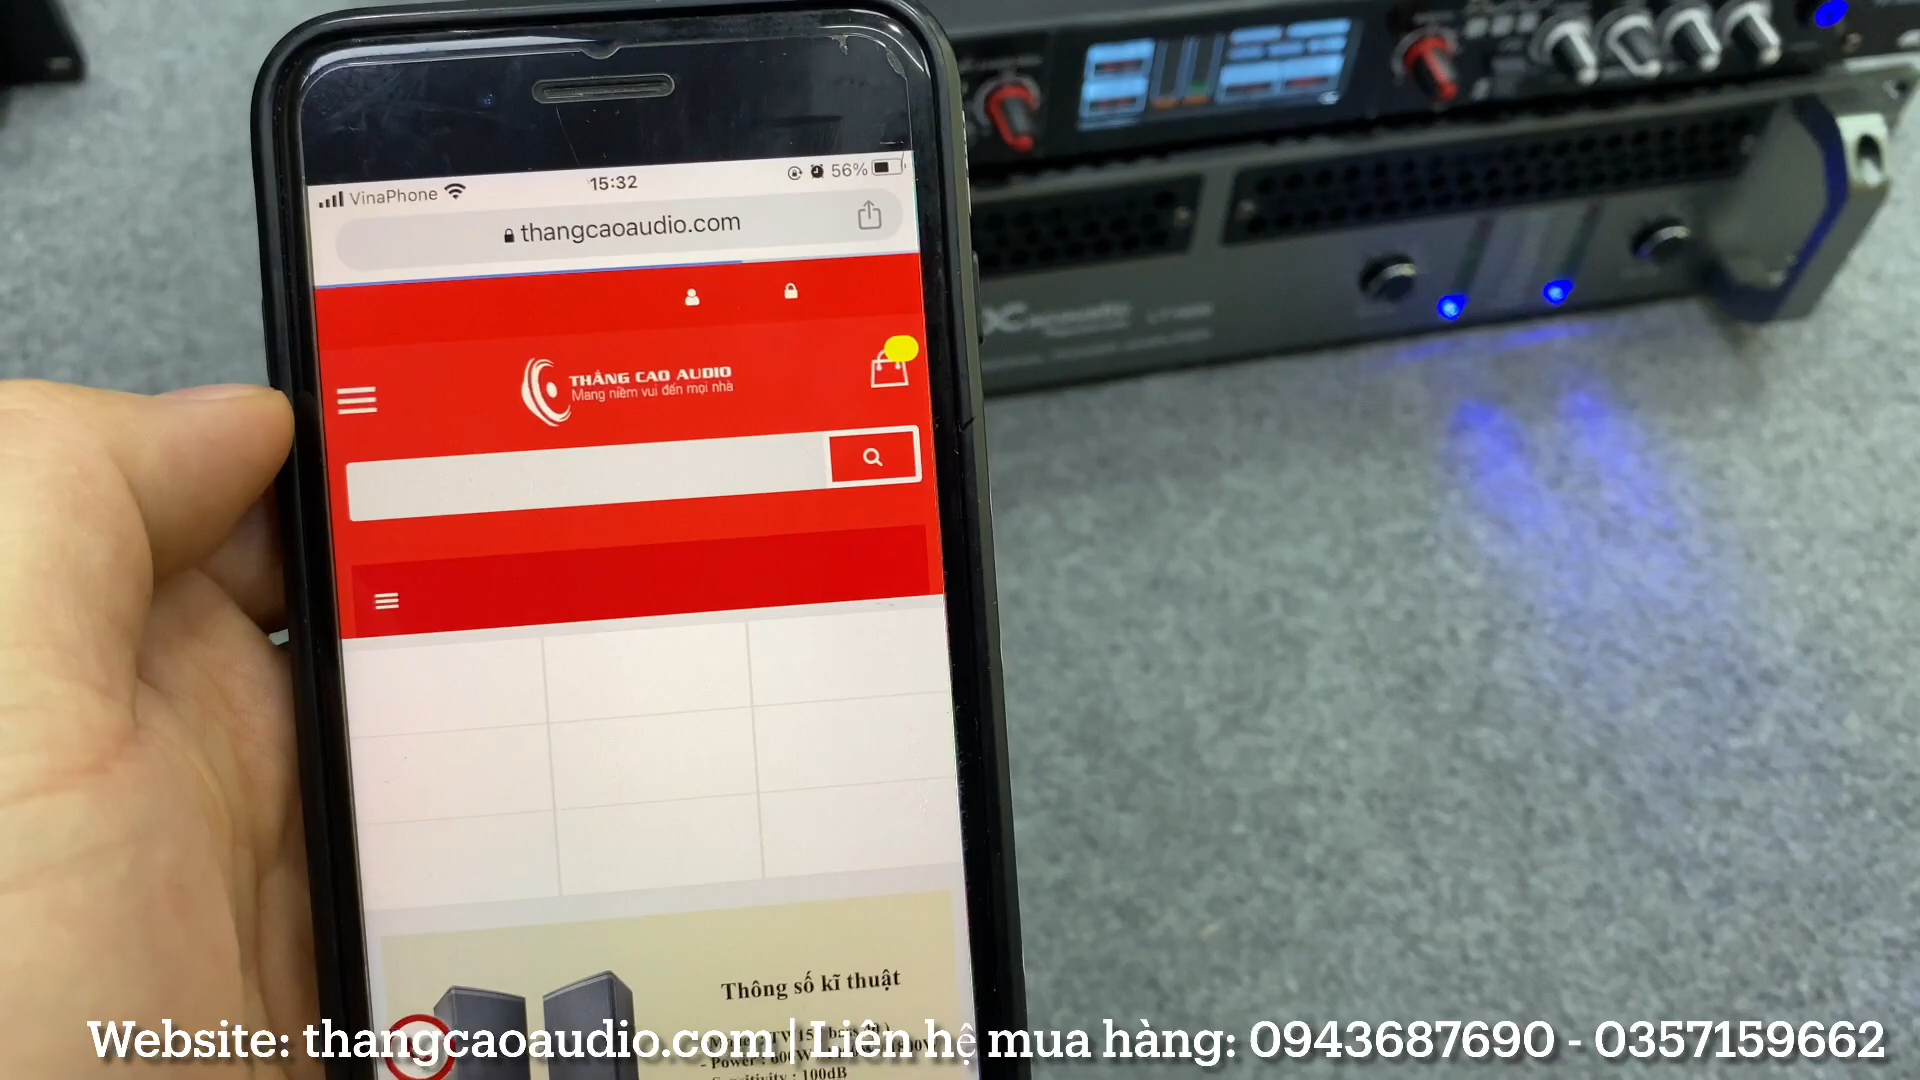 VinaPhone
15:32
56%
thangcaoaudio.com
THẮNG CAO AUDIO
Mang niềm vui đến mọi nhà
Thông số kĩ thuật
Website: thangcaoaudio.com | Liên hệ mua hàng: 0943687690 - 0357159662
: 100dB